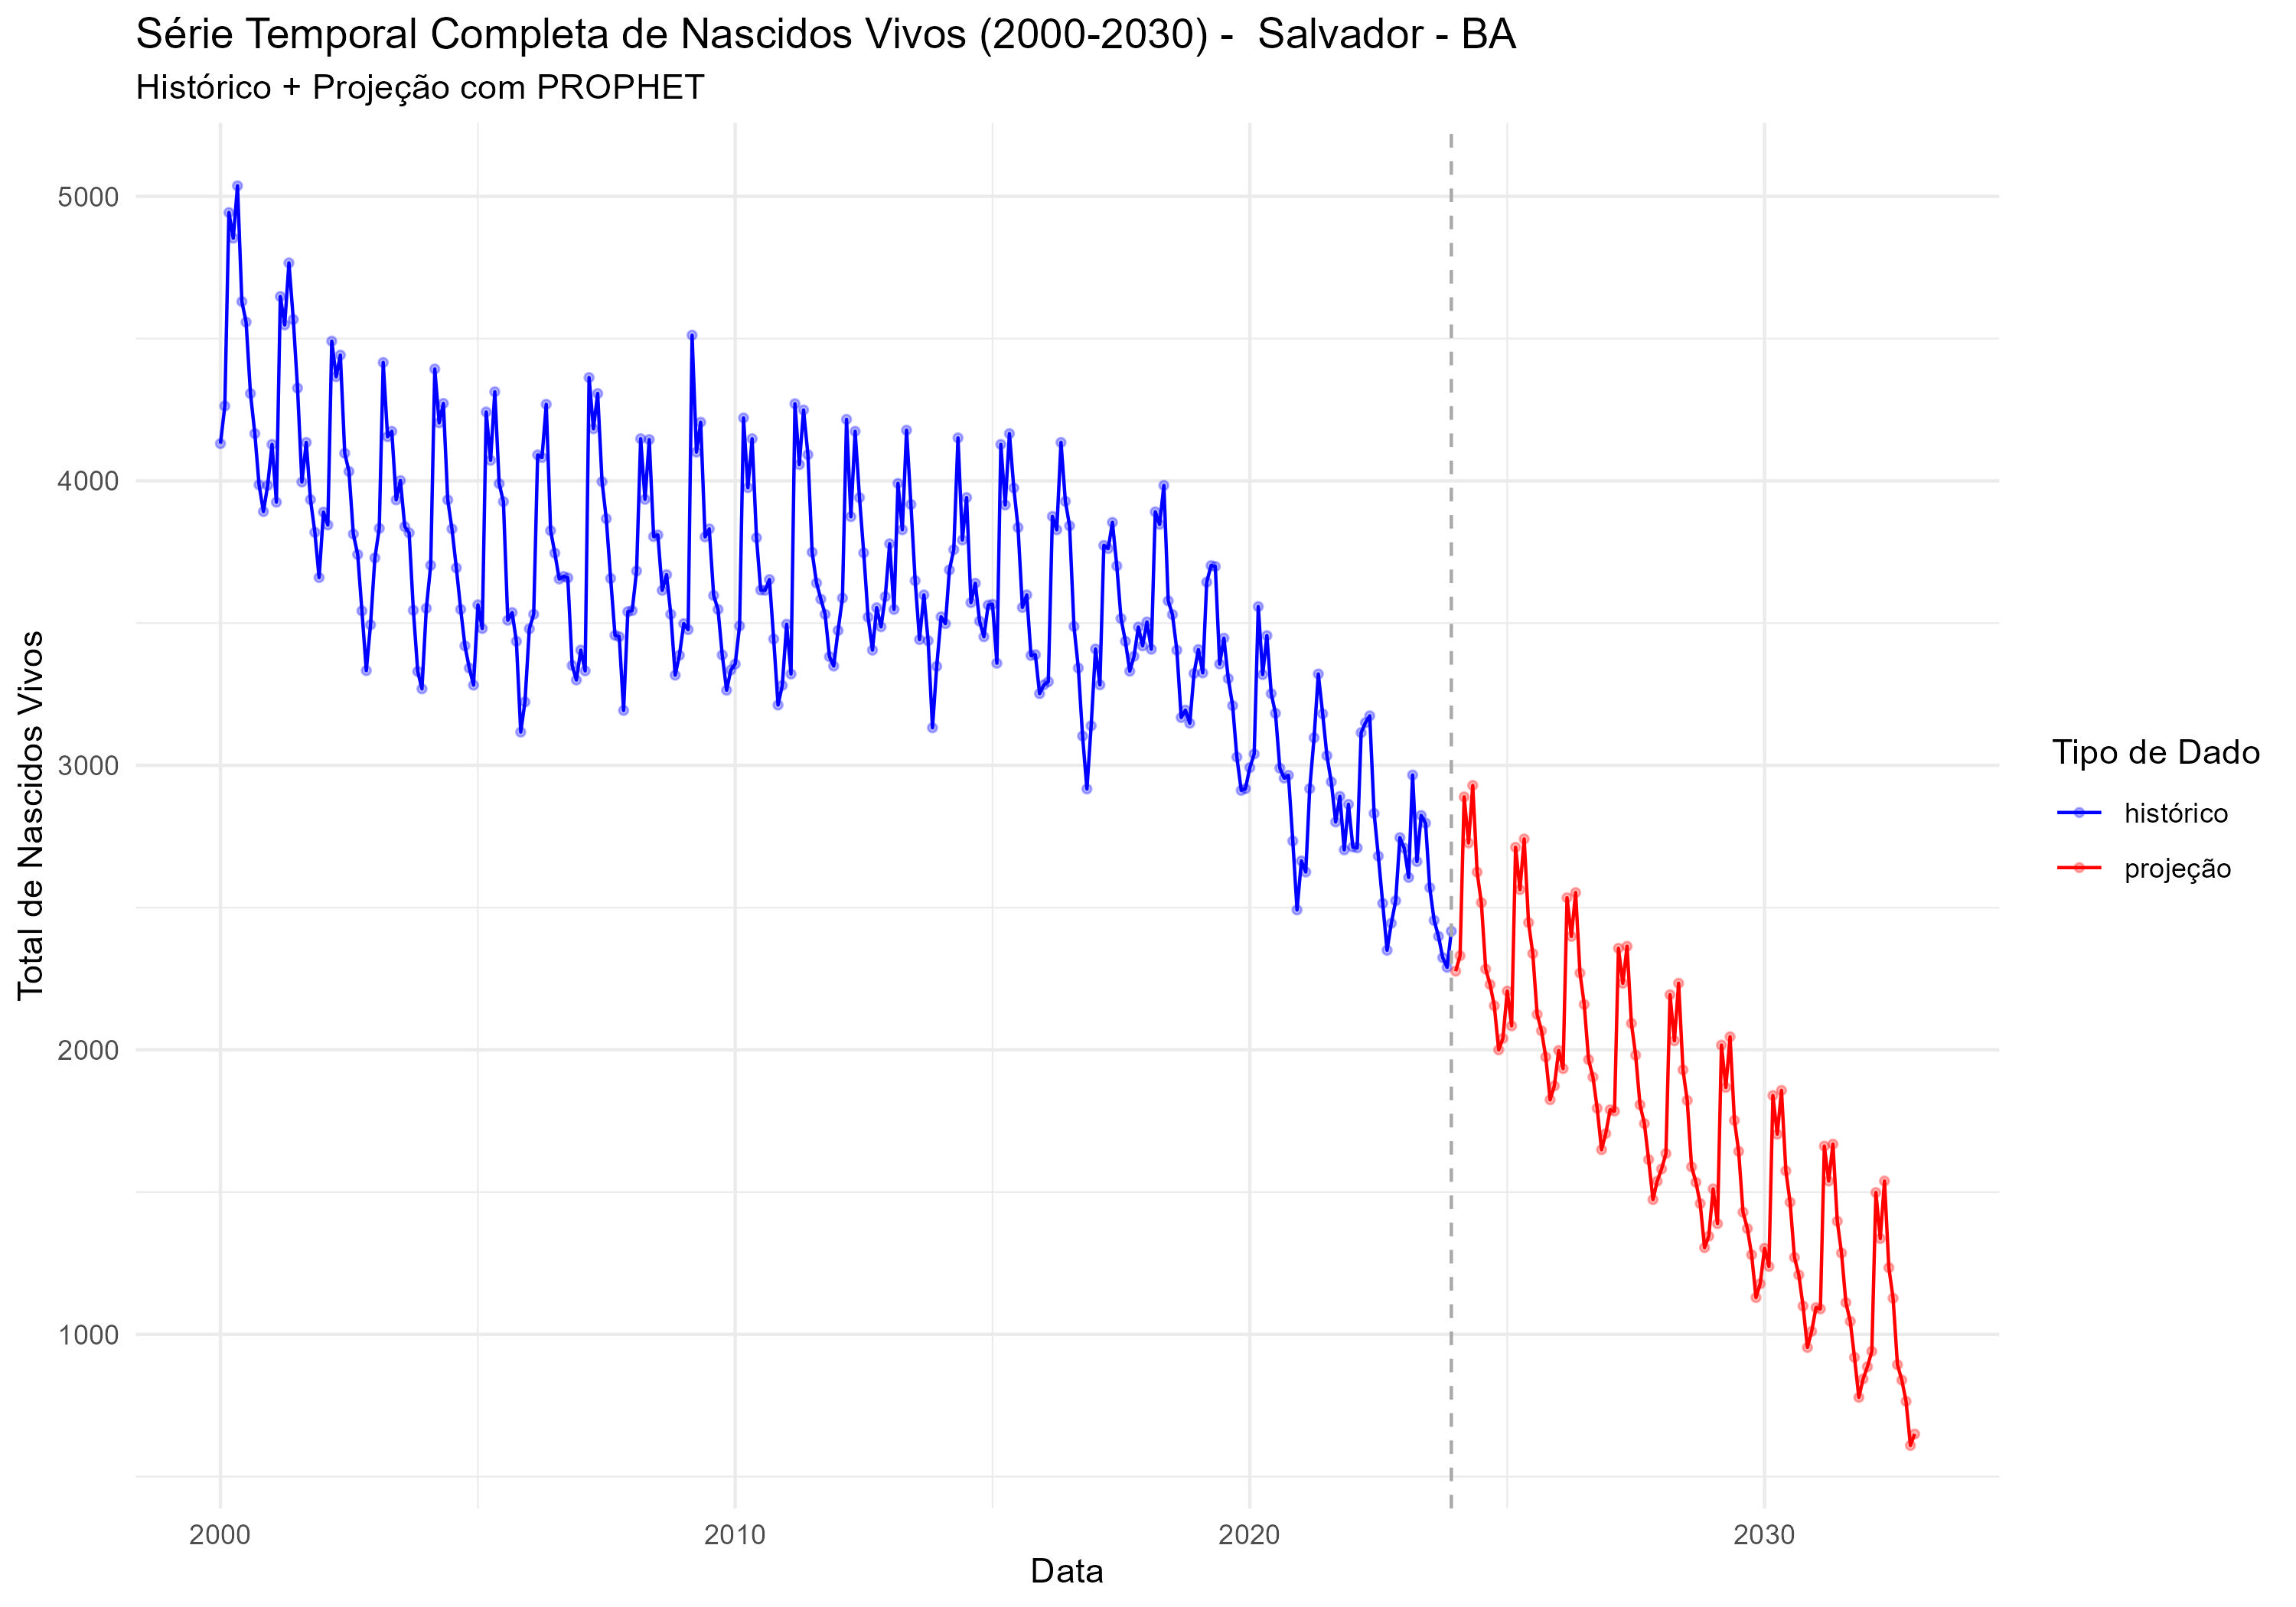 Série Temporal Completa de Nascidos Vivos (2000-2030) -  Salvador - BA
Histórico + Projeção com PROPHET
Total de Nascidos Vivos
5000
4000
3000
2000
1000
2000
2010
2020
2030
Data
Tipo de Dado
histórico
projeção